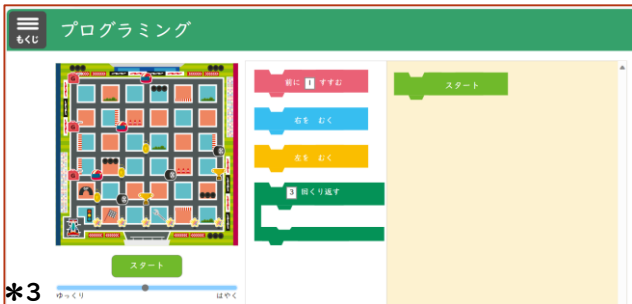 もくじ
プログラミング
前に 1 すすむ
右を むく
左を むく
3 回くり返す
スタート
スタート
＊3
ゆっくり
はやく